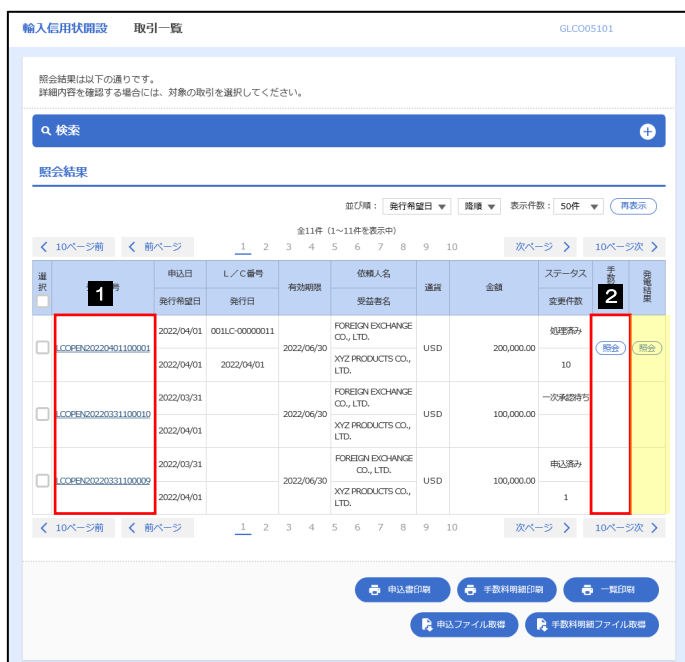 輸入信用状開設 取引一覧 GLCO05101
照会結果は以下の通りです。
詳細内容を確認する場合には、対象の取引を選択してください。
検索
照会結果
並び順： 発行希望日 ▼ 降順 ▼ 表示件数： 50件 ▼ 再表示
全11件（1～11件を表示中）
10ページ前 前ページ 1 2 3 4 5 6 7 8 9 10 次ページ 10ページ次
選択 号 申込日 L／C番号 有効期限 依頼人名 通貨 金額 ステータス 手数 発電結果
1 2
発行希望日 発行日 受益者名 変更件数
2022/04/01 001LC-00000011 FOREIGN EXCHANGE CO., LTD. 処理済み
LCOPEN20220401100001 2022/06/30 USD 200,000.00 照会 照会
2022/04/01 2022/04/01 XYZ PRODUCTS CO., LTD. 10
2022/03/31 FOREIGN EXCHANGE CO., LTD. 一次承認待ち
LCOPEN20220331100010 2022/06/30 USD 100,000.00
2022/04/01 XYZ PRODUCTS CO., LTD.
2022/03/31 FOREIGN EXCHANGE CO., LTD. 申込済み
LCOPEN20220331100009 2022/06/30 USD 100,000.00
2022/04/01 XYZ PRODUCTS CO., LTD. 1
10ページ前 前ページ 1 2 3 4 5 6 7 8 9 10 次ページ 10ページ次
申込書印刷 手数料明細印刷 一覧印刷
申込ファイル取得 手数料明細ファイル取得